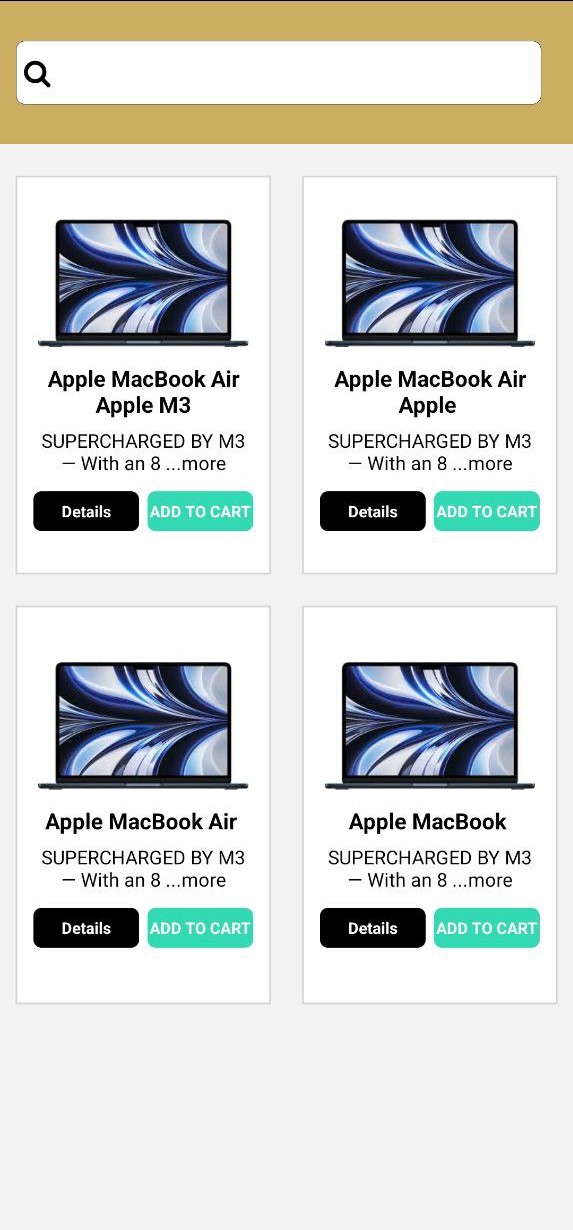 Apple MacBook Air
Apple M3
SUPERCHARGED BY M3
— With an 8 ...more
Details
ADD TO CART
Apple MacBook Air
Apple
SUPERCHARGED BY M3
— With an 8 ...more
Details
ADD TO CART
Apple MacBook Air
SUPERCHARGED BY M3
— With an 8 ...more
Details
ADD TO CART
Apple MacBook
SUPERCHARGED BY M3
— With an 8 ...more
Details
ADD TO CART